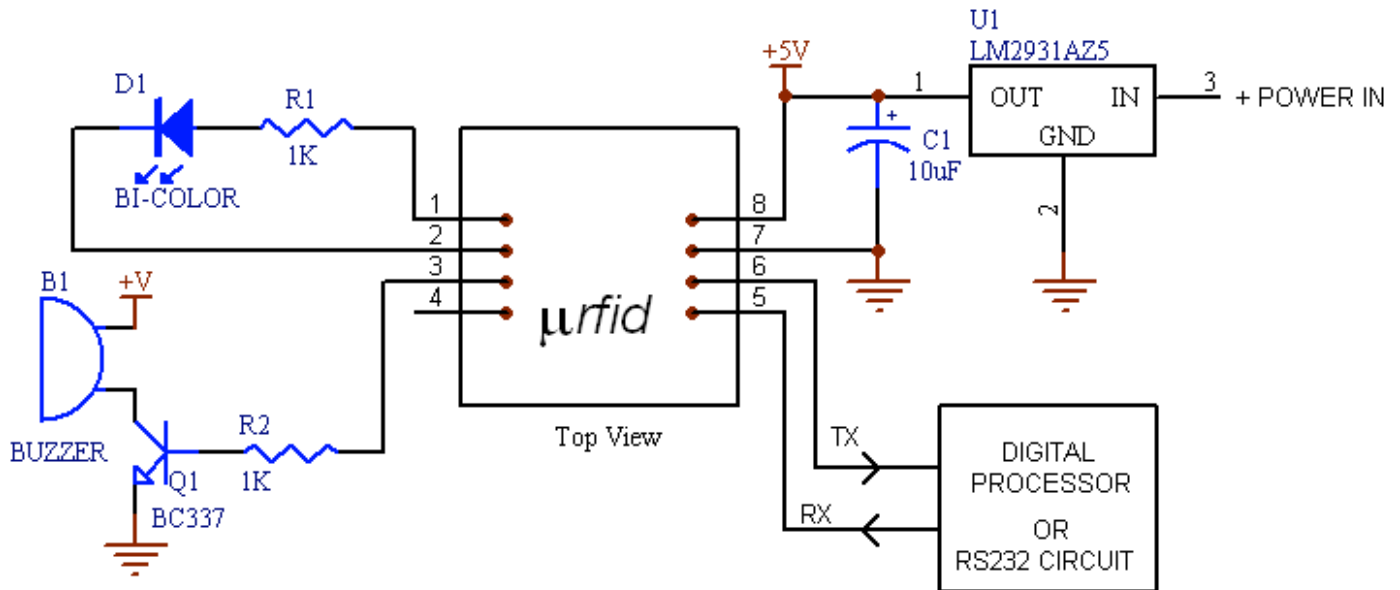 U1
LM2931AZ5
+5V
1
OUT
IN
3
+ POWER IN
GND
2
+
C1
10uF
D1
R1
1K
BI-COLOR
1
2
3
4
8
7
6
5
µrfid
Top View
B1
+V
BUZZER
R2
1K
Q1
BC337
TX
RX
DIGITAL
PROCESSOR
OR
RS232 CIRCUIT